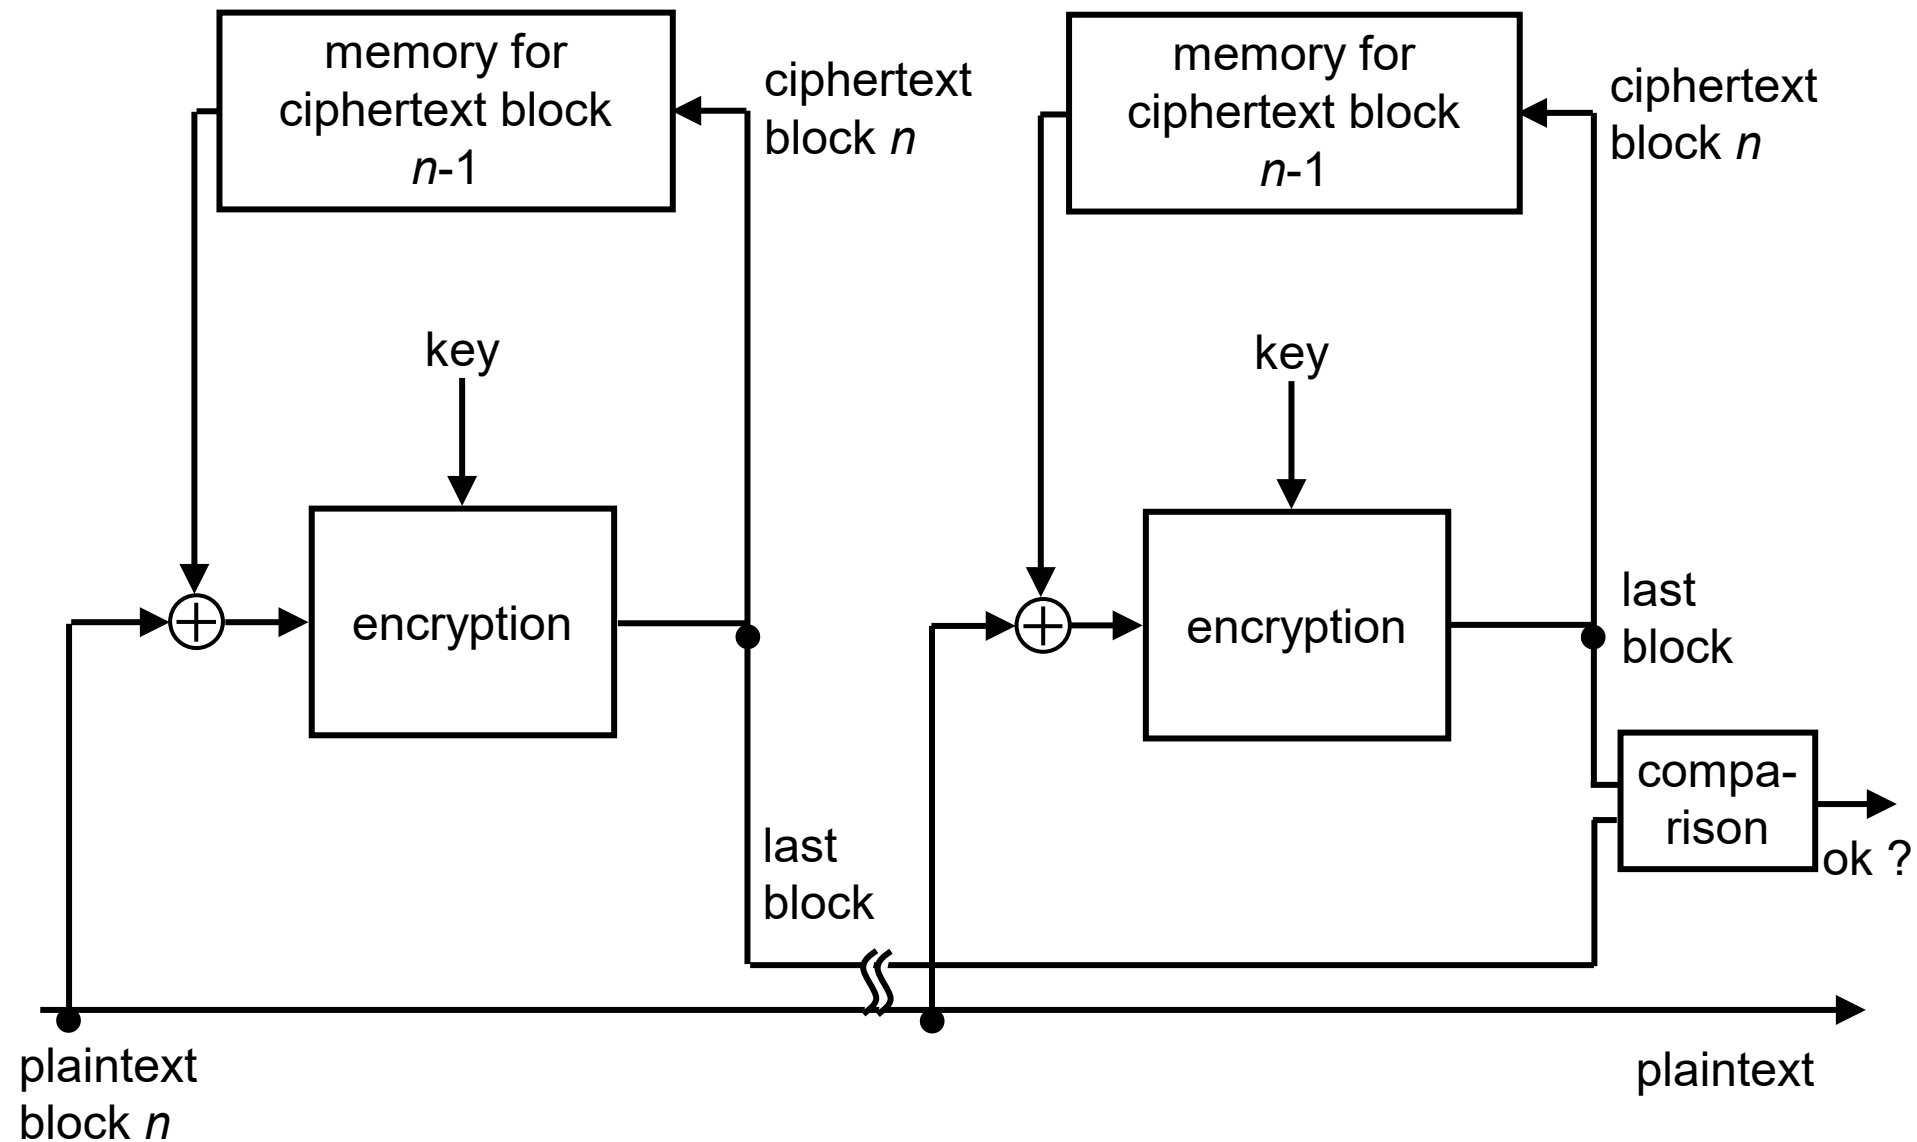 memory for
ciphertext block
n-1
ciphertext
block n
memory for
ciphertext block
n-1
ciphertext
block n
key
key
encryption
encryption
last
block
compa-
rison
ok ?
last
block
plaintext
block n
plaintext